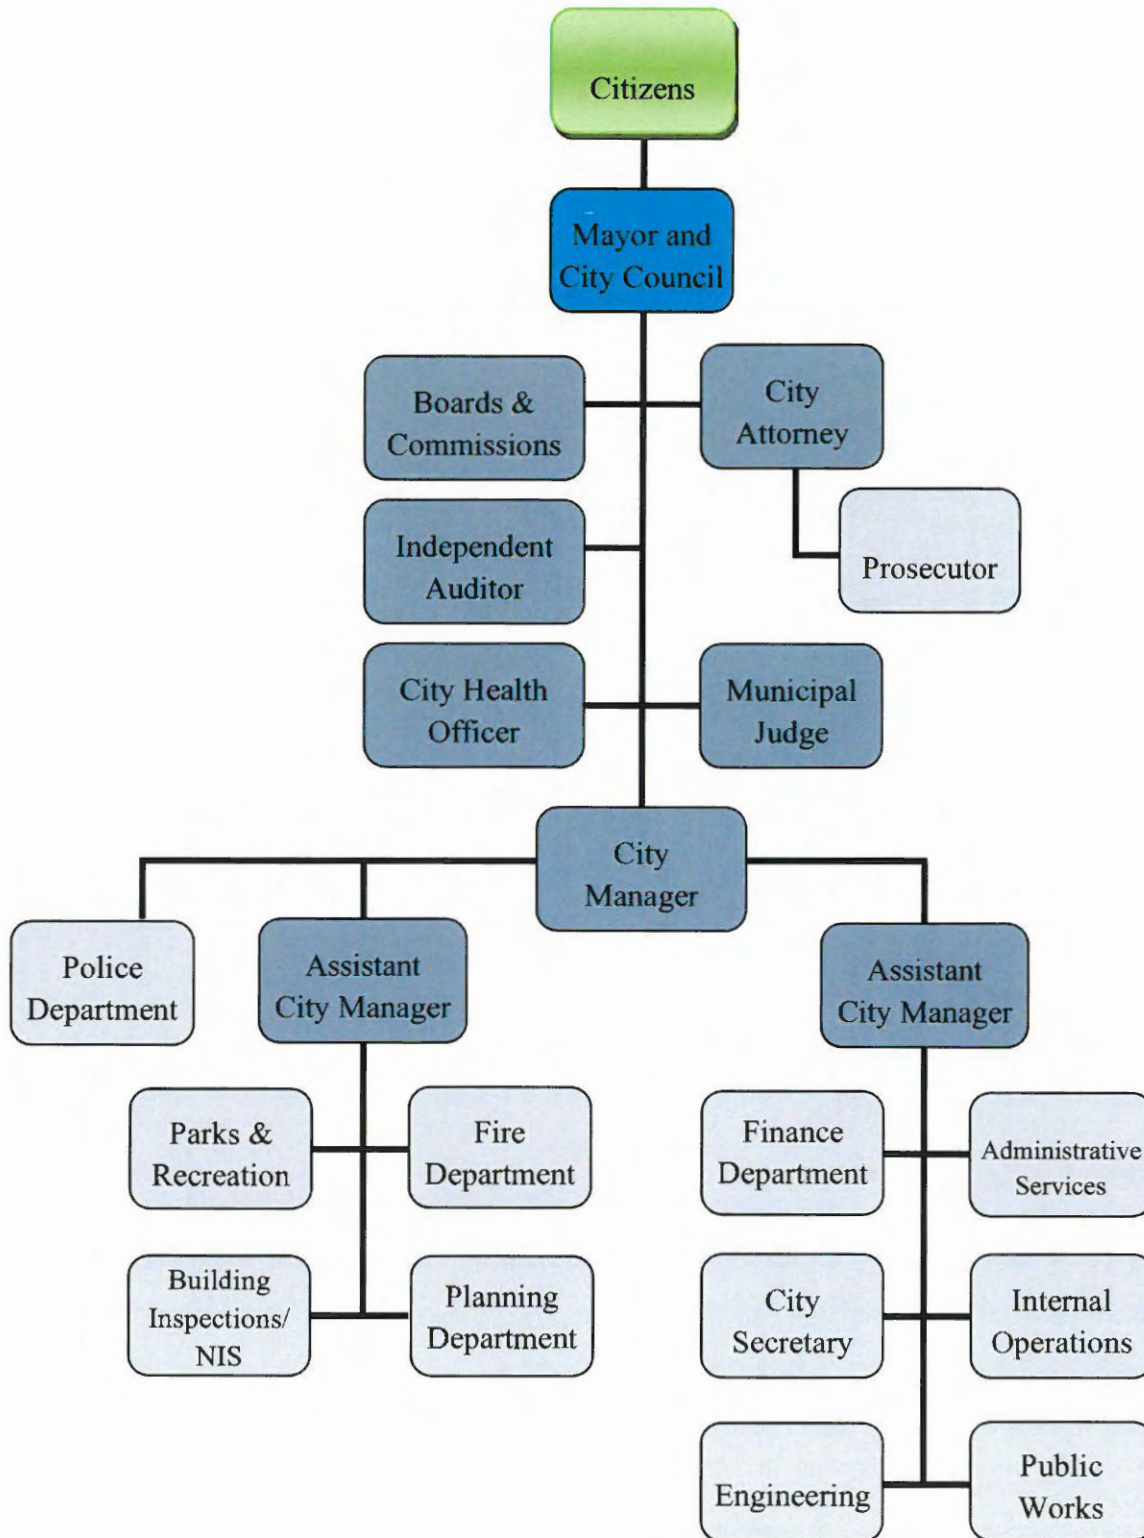 Citizens
Mayor and
City Council
Boards &
Commissions
City
Attorney
Independent
Auditor
Prosecutor
City Health
Officer
Municipal
Judge
City
Manager
Police
Department
Assistant
City Manager
Assistant
City Manager
Parks &
Recreation
Fire
Department
Finance
Department
Administrative
Services
Building
Inspections/
NIS
Planning
Department
City
Secretary
Internal
Operations
Engineering
Public
Works